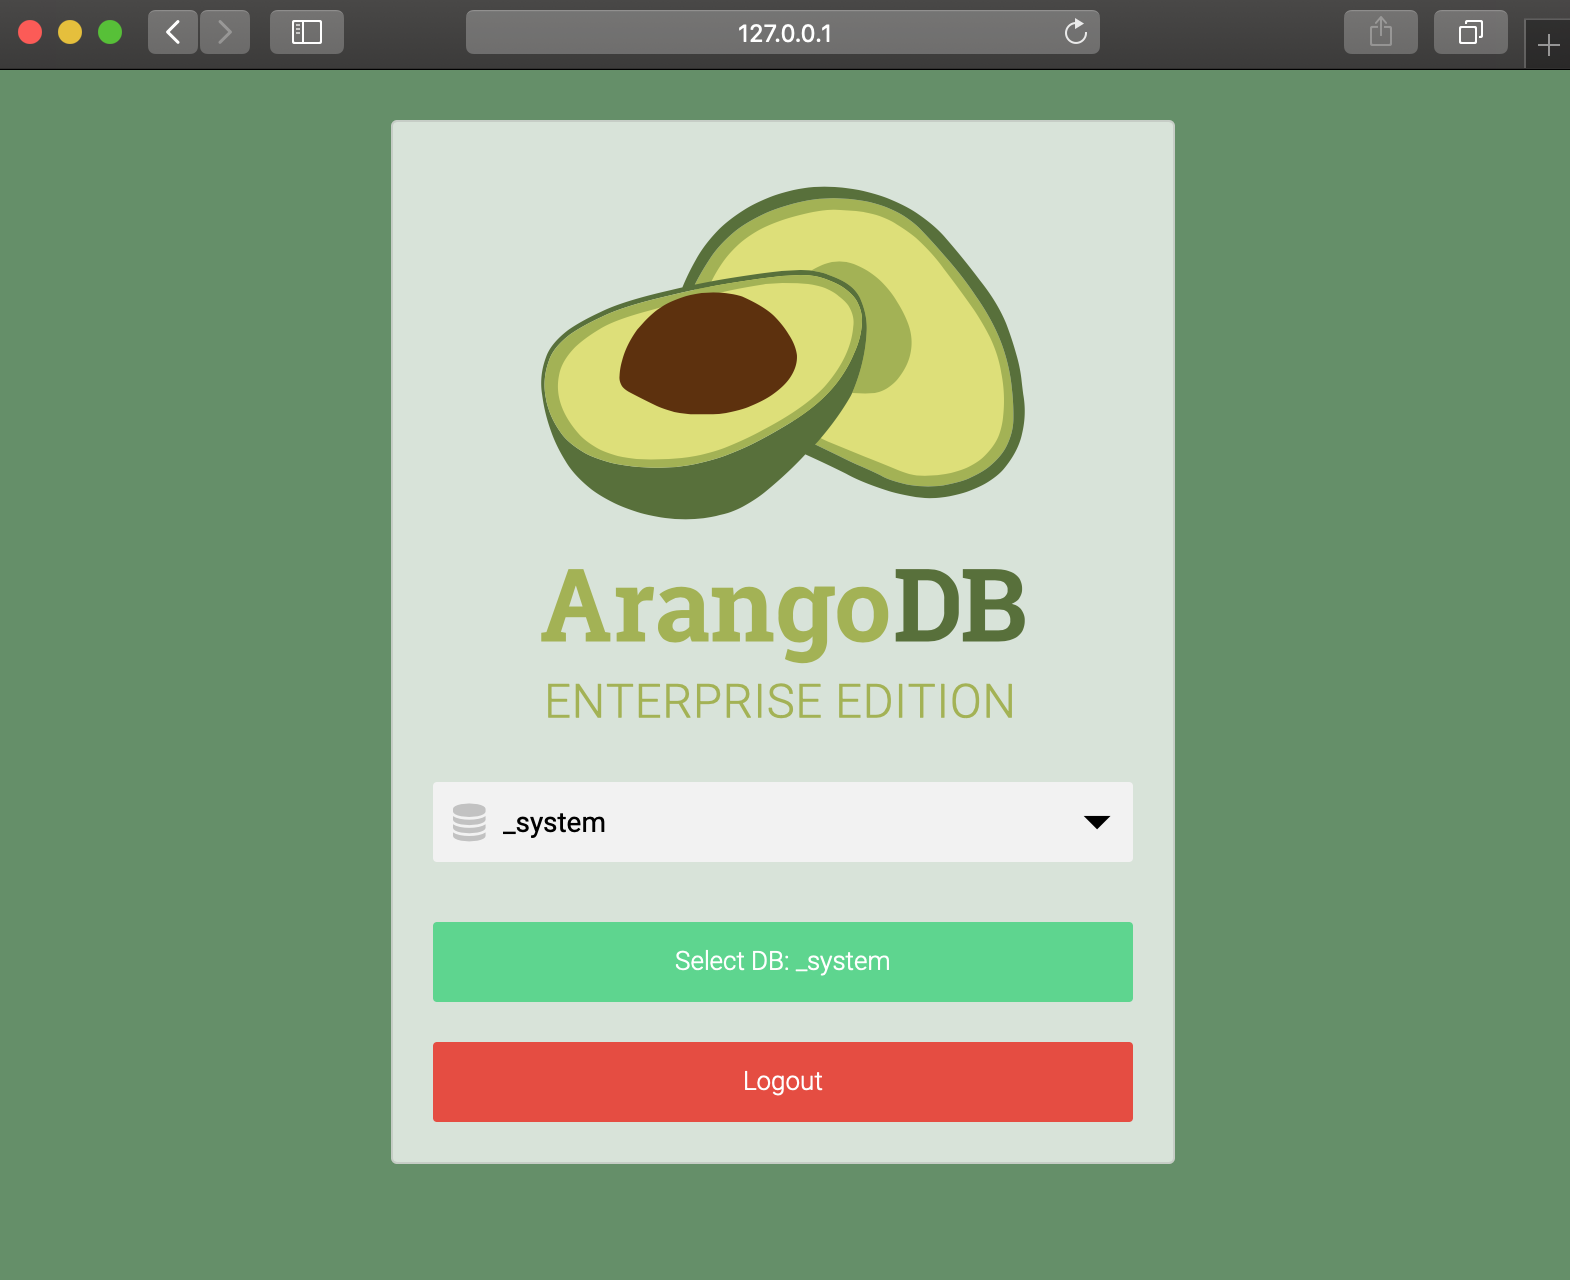 127.0.0.1
ArangoDB
ENTERPRISE EDITION
_system
Select DB: _system
Logout